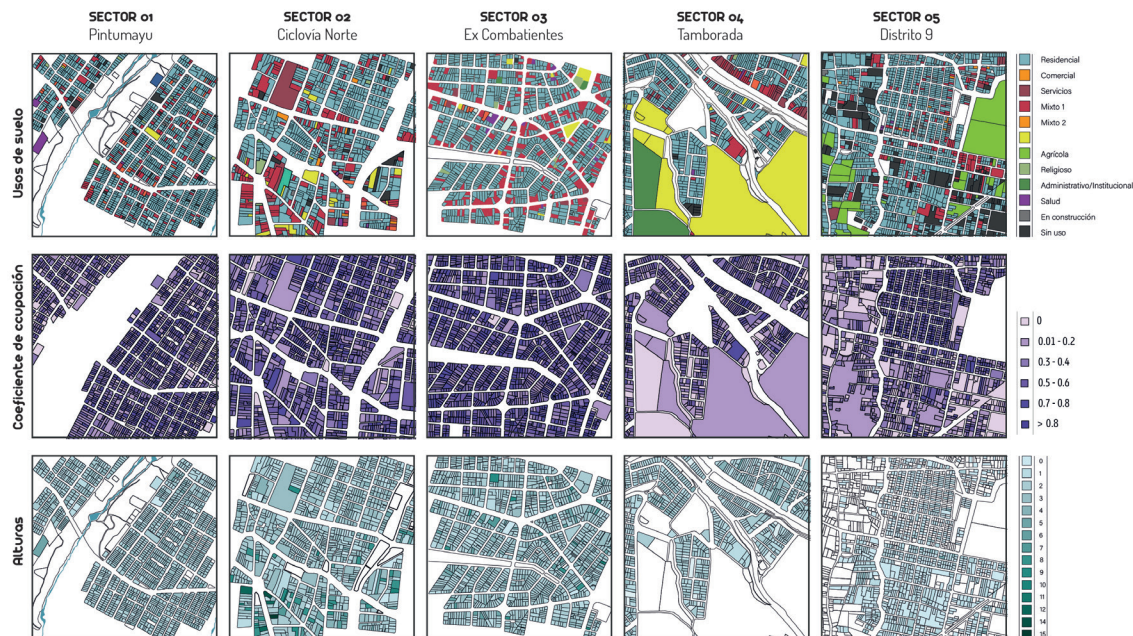 SECTOR 01
Pintumayu
SECTOR 02
Ciclovía Norte
SECTOR 03
Ex Combatientes
SECTOR 04
Tamborada
SECTOR 05
Distrito 9
Usos de suelo
Residencial
Comercial
Servicios
Mixto 1
Mixto 2
Agrícola
Religioso
Administrativo/Institucional
Salud
En construcción
Sin uso
Coeficiente de ccupación
0
0.01 - 0.2
0.3 - 0.4
0.5 - 0.6
0.7 - 0.8
> 0.8
Alturas
0
1
2
3
4
5
6
7
8
9
10
11
12
14
15